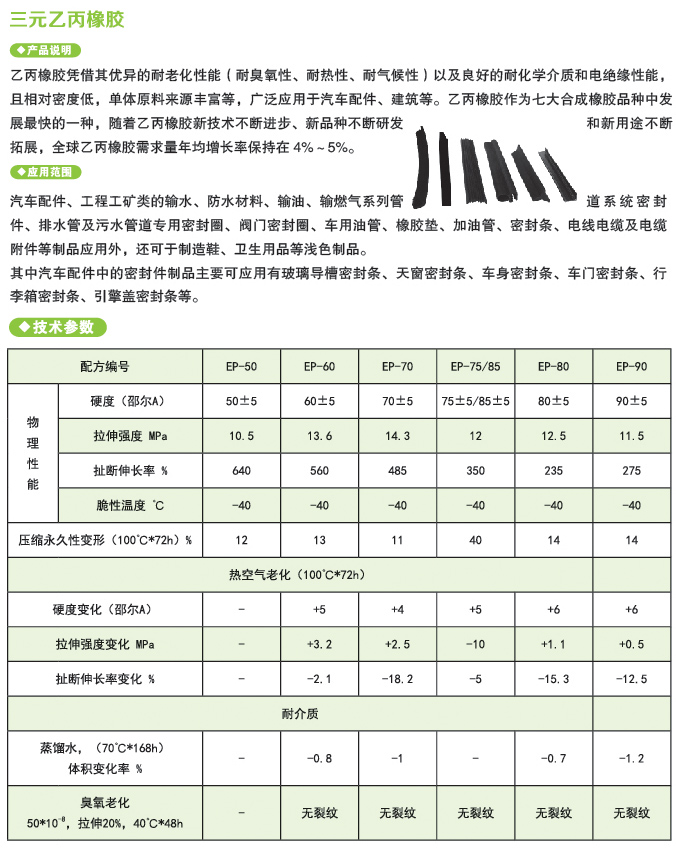 三元乙丙橡胶
◆产品说明
乙丙橡胶凭借其优异的耐老化性能（耐臭氧性、耐热性、耐气候性）以及良好的耐化学介质和电绝缘性能，
且相对密度低，单体原料来源丰富等，广泛应用于汽车配件、建筑等。乙丙橡胶作为七大合成橡胶品种中发
展最快的一种，随着乙丙橡胶新技术不断进步、新品种不断研发和新用途不断
拓展，全球乙丙橡胶需求量年均增长率保持在 4%～5%。
◆应用范围
汽车配件、工程工矿类的输水、防水材料、输油、输燃气系列管道系统密封
件、排水管及污水管道专用密封圈、阀门密封圈、车用油管、橡胶垫、加油管、密封条、电线电缆及电缆
附件等制品应用外，还可于制造鞋、卫生用品等浅色制品。
其中汽车配件中的密封件制品主要可应用有玻璃导槽密封条、天窗密封条、车身密封条、车门密封条、行
李箱密封条、引擎盖密封条等。
◆技术参数
配方编号 EP-50 EP-60 EP-70 EP-75/85 EP-80 EP-90
物理性能
硬度（邵尔A） 50±5 60±5 70±5 75±5/85±5 80±5 90±5
拉伸强度 MPa 10.5 13.6 14.3 12 12.5 11.5
扯断伸长率 % 640 560 485 350 235 275
脆性温度 ℃ -40 -40 -40 -40 -40 -40
压缩永久性变形（100℃*72h）% 12 13 11 40 14 14
热空气老化（100℃*72h）
硬度变化（邵尔A） - +5 +4 +5 +6 +6
拉伸强度变化 MPa - +3.2 +2.5 -10 +1.1 +0.5
扯断伸长率变化 % - -2.1 -18.2 -5 -15.3 -12.5
耐介质
蒸馏水，（70℃*168h）
体积变化率 % - -0.8 -1 - -0.7 -1.2
臭氧老化
50*10⁻⁸，拉伸20%，40℃*48h - 无裂纹 无裂纹 无裂纹 无裂纹 无裂纹